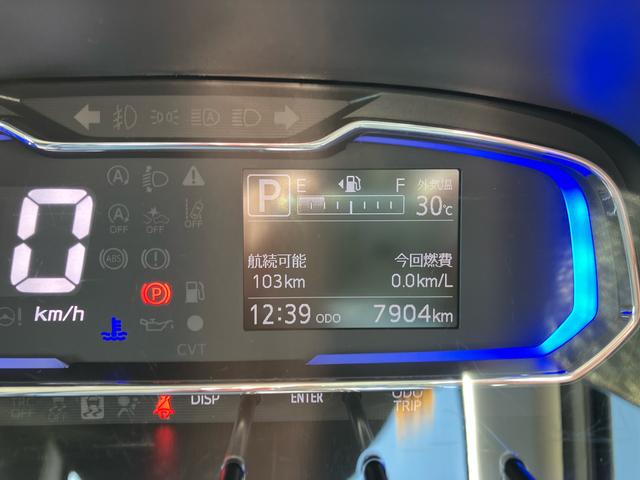 A
A
OFF
OFF
OFF
ABS
P
0
km/h
CVT
P
E
F
外気温
30℃
航続可能
今回燃費
103km
0.0km/L
12:39
ODO
7904km
DISP
ENTER
ODO
TRIP